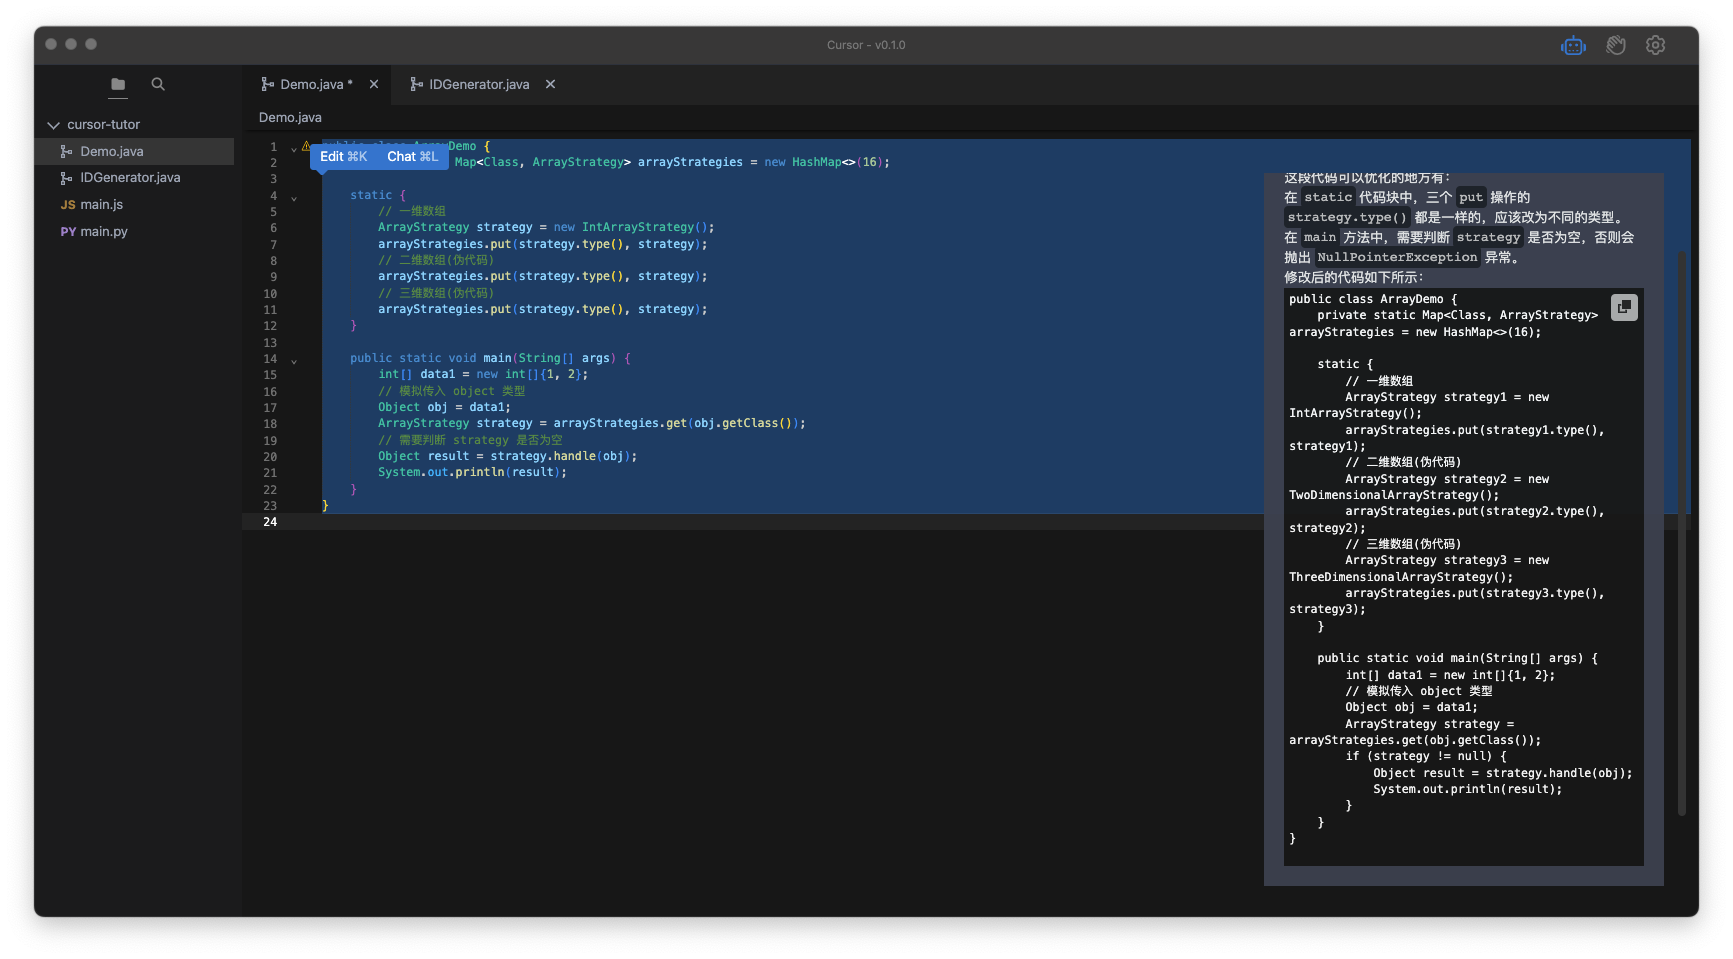 Cursor - v0.1.0
Demo.java *
IDGenerator.java
cursor-tutor
Demo.java
IDGenerator.java
JS main.js
PY main.py
Demo.java
Edit ⌘K Chat ⌘L
1 Demo {
2 Map<Class, ArrayStrategy> arrayStrategies = new HashMap<>(16);
3
4 static {
5 // 一维数组
6 ArrayStrategy strategy = new IntArrayStrategy();
7 arrayStrategies.put(strategy.type(), strategy);
8 // 二维数组(伪代码)
9 arrayStrategies.put(strategy.type(), strategy);
10 // 三维数组(伪代码)
11 arrayStrategies.put(strategy.type(), strategy);
12 }
13
14 public static void main(String[] args) {
15 int[] data1 = new int[]{1, 2};
16 // 模拟传入 object 类型
17 Object obj = data1;
18 ArrayStrategy strategy = arrayStrategies.get(obj.getClass());
19 // 需要判断 strategy 是否为空
20 Object result = strategy.handle(obj);
21 System.out.println(result);
22 }
23 }
24
这段代码可以优化的地方有：
在 static 代码块中，三个 put 操作的
strategy.type() 都是一样的，应该改为不同的类型。
在 main 方法中，需要判断 strategy 是否为空，否则会
抛出 NullPointerException 异常。
修改后的代码如下所示：
public class ArrayDemo {
private static Map<Class, ArrayStrategy>
arrayStrategies = new HashMap<>(16);
static {
// 一维数组
ArrayStrategy strategy1 = new
IntArrayStrategy();
arrayStrategies.put(strategy1.type(),
strategy1);
// 二维数组(伪代码)
ArrayStrategy strategy2 = new
TwoDimensionalArrayStrategy();
arrayStrategies.put(strategy2.type(),
strategy2);
// 三维数组(伪代码)
ArrayStrategy strategy3 = new
ThreeDimensionalArrayStrategy();
arrayStrategies.put(strategy3.type(),
strategy3);
}
public static void main(String[] args) {
int[] data1 = new int[]{1, 2};
// 模拟传入 object 类型
Object obj = data1;
ArrayStrategy strategy =
arrayStrategies.get(obj.getClass());
if (strategy != null) {
Object result = strategy.handle(obj);
System.out.println(result);
}
}
}